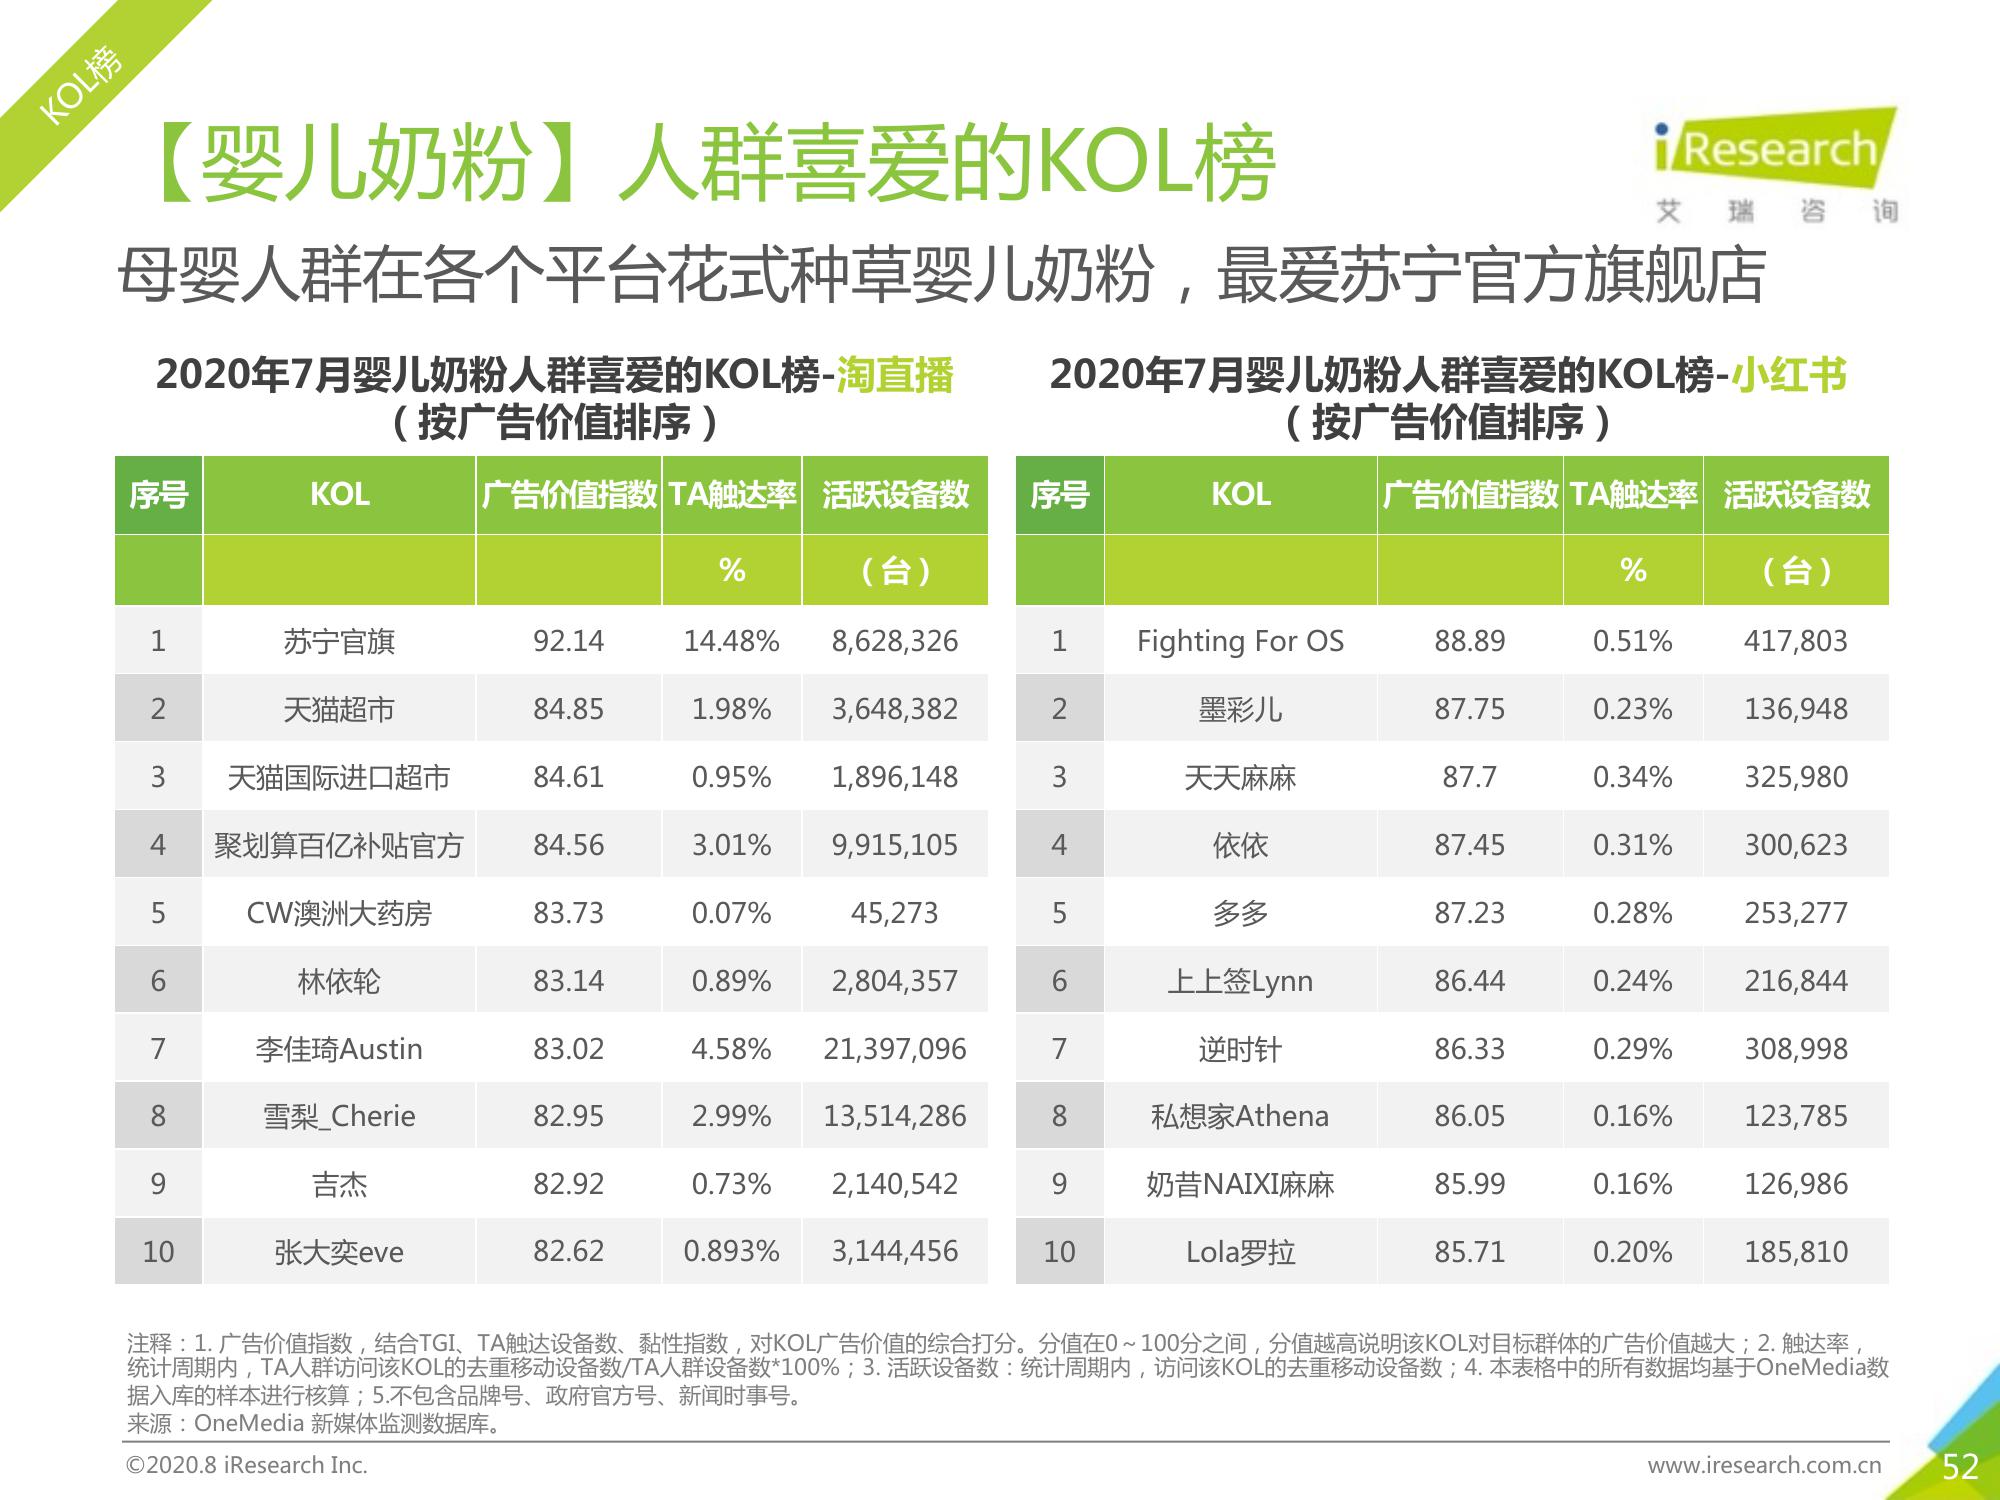 KOL榜
【婴儿奶粉】人群喜爱的KOL榜
iResearch
艾瑞咨询
母婴人群在各个平台花式种草婴儿奶粉，最爱苏宁官方旗舰店
2020年7月婴儿奶粉人群喜爱的KOL榜-淘直播
（按广告价值排序）
序号 KOL 广告价值指数 TA触达率 活跃设备数
% （台）
1 苏宁官旗 92.14 14.48% 8,628,326
2 天猫超市 84.85 1.98% 3,648,382
3 天猫国际进口超市 84.61 0.95% 1,896,148
4 聚划算百亿补贴官方 84.56 3.01% 9,915,105
5 CW澳洲大药房 83.73 0.07% 45,273
6 林依轮 83.14 0.89% 2,804,357
7 李佳琦Austin 83.02 4.58% 21,397,096
8 雪梨_Cherie 82.95 2.99% 13,514,286
9 吉杰 82.92 0.73% 2,140,542
10 张大奕eve 82.62 0.893% 3,144,456
2020年7月婴儿奶粉人群喜爱的KOL榜-小红书
（按广告价值排序）
序号 KOL 广告价值指数 TA触达率 活跃设备数
% （台）
1 Fighting For OS 88.89 0.51% 417,803
2 墨彩儿 87.75 0.23% 136,948
3 天天麻麻 87.7 0.34% 325,980
4 依依 87.45 0.31% 300,623
5 多多 87.23 0.28% 253,277
6 上上签Lynn 86.44 0.24% 216,844
7 逆时针 86.33 0.29% 308,998
8 私想家Athena 86.05 0.16% 123,785
9 奶昔NAIXI麻麻 85.99 0.16% 126,986
10 Lola罗拉 85.71 0.20% 185,810
注释：1. 广告价值指数，结合TGI、TA触达设备数、黏性指数，对KOL广告价值的综合打分。分值在0～100分之间，分值越高说明该KOL对目标群体的广告价值越大；2. 触达率，
统计周期内，TA人群访问该KOL的去重移动设备数/TA人群设备数*100%；3. 活跃设备数：统计周期内，访问该KOL的去重移动设备数；4. 本表格中的所有数据均基于OneMedia数
据入库的样本进行核算；5.不包含品牌号、政府官方号、新闻时事号。
来源：OneMedia 新媒体监测数据库。
©2020.8 iResearch Inc.
www.iresearch.com.cn
52